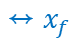 ↔ x_f